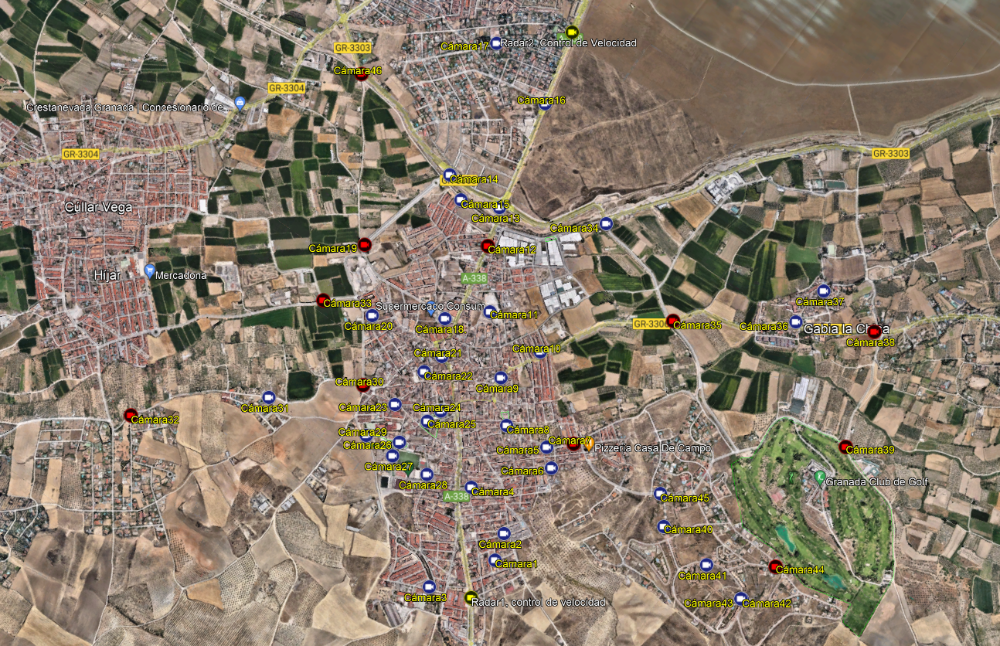 Cámara17
Radar2. Control de Velocidad
GR-3303
Cámara46
GR-3304
Cámara16
Crestanevada Granada | Concesionario de...
GR-3304
GR-3303
Cámara14
Cúllar Vega
Cámara15
Cámara13
Cámara34
Cámara19
Cámara12
Híjar
Mercadona
A-338
Cámara33
Supermercado Consum
Cámara37
Cámara11
Cámara20
Cámara18
GR-3306
Cámara35
Cámara36
Gabia la Chica
Cámara38
Cámara21
Cámara10
Cámara22
Cámara30
Cámara9
Cámara31
Cámara23
Cámara24
Cámara32
Cámara25
Cámara8
Cámara29
Cámara26
Cámara5
Cámara7
Pizzeria Casa De Campo
Cámara39
Cámara27
Cámara6
Cámara28
Granada Club de Golf
Cámara4
A-338
Cámara45
Cámara40
Cámara2
Cámara1
Cámara41
Cámara44
Cámara3
Radar1, control de velocidad
Cámara43
Cámara42